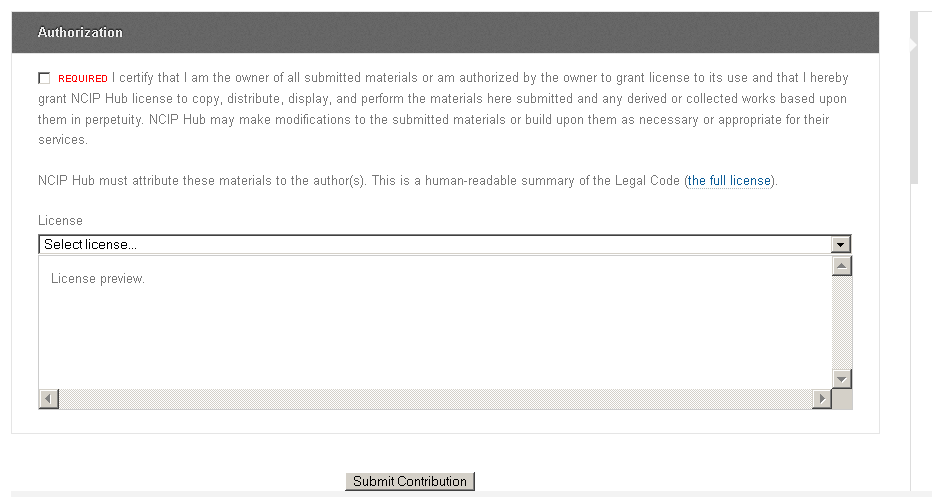 Authorization
REQUIRED I certify that I am the owner of all submitted materials or am authorized by the owner to grant license to its use and that I hereby
grant NCIP Hub license to copy, distribute, display, and perform the materials here submitted and any derived or collected works based upon
them in perpetuity. NCIP Hub may make modifications to the submitted materials or build upon them as necessary or appropriate for their
services.
NCIP Hub must attribute these materials to the author(s). This is a human-readable summary of the Legal Code (the full license).
License
Select license...
License preview.
Submit Contribution